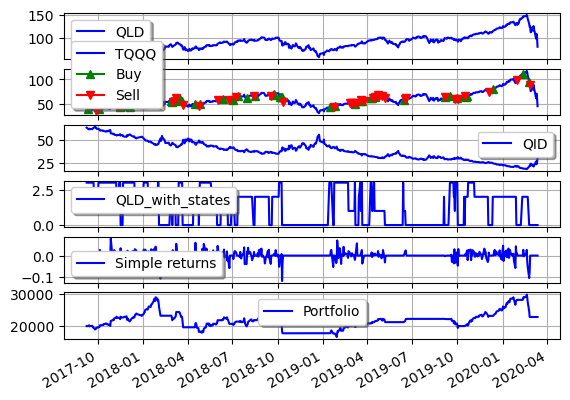 150
QLD
100
TQQQ
100
Buy
50
Sell
50
QID
25
2.5
QLD_with_states
0.0
0.0
Simple returns
−0.1
30000
Portfolio
20000
2017-10
2018-01
2018-04
2018-07
2018-10
2019-01
2019-04
2019-07
2019-10
2020-01
2020-04